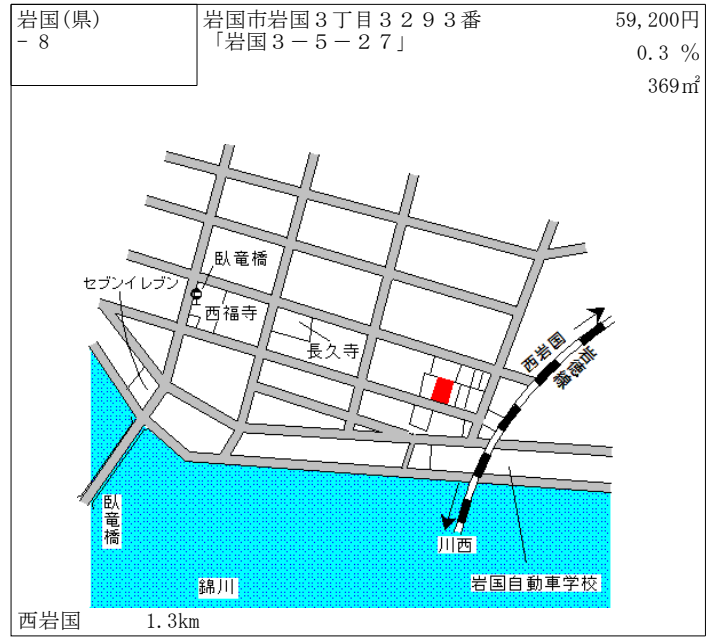 岩国(県)
- 8
岩国市岩国３丁目３２９３番
「岩国３－５－２７」
59,200円
0.3 %
369㎡
臥竜橋
セブンイレブン
西福寺
長久寺
西岩国
岩徳線
臥竜橋
川西
錦川
岩国自動車学校
西岩国 1.3km